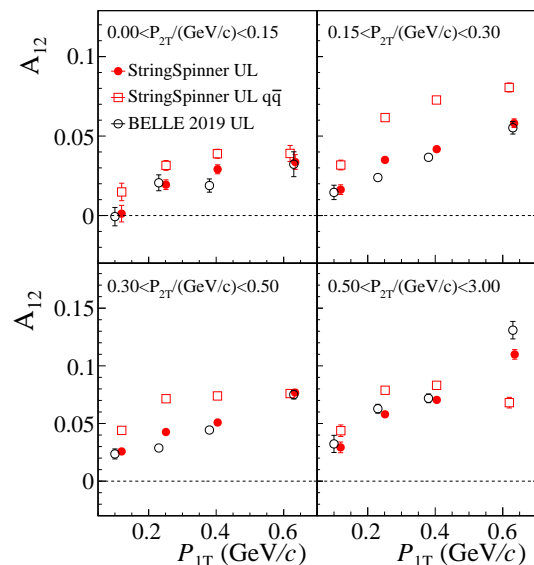 0.00<P2T/(GeV/c)<0.15
0.15<P2T/(GeV/c)<0.30
A12
0.1
0.05
0
StringSpinner UL
StringSpinner UL qq̅
BELLE 2019 UL
0.30<P2T/(GeV/c)<0.50
0.50<P2T/(GeV/c)<3.00
A12
0.15
0.1
0.05
0
0.2 0.4 0.6
0.2 0.4 0.6
P1T (GeV/c)
P1T (GeV/c)